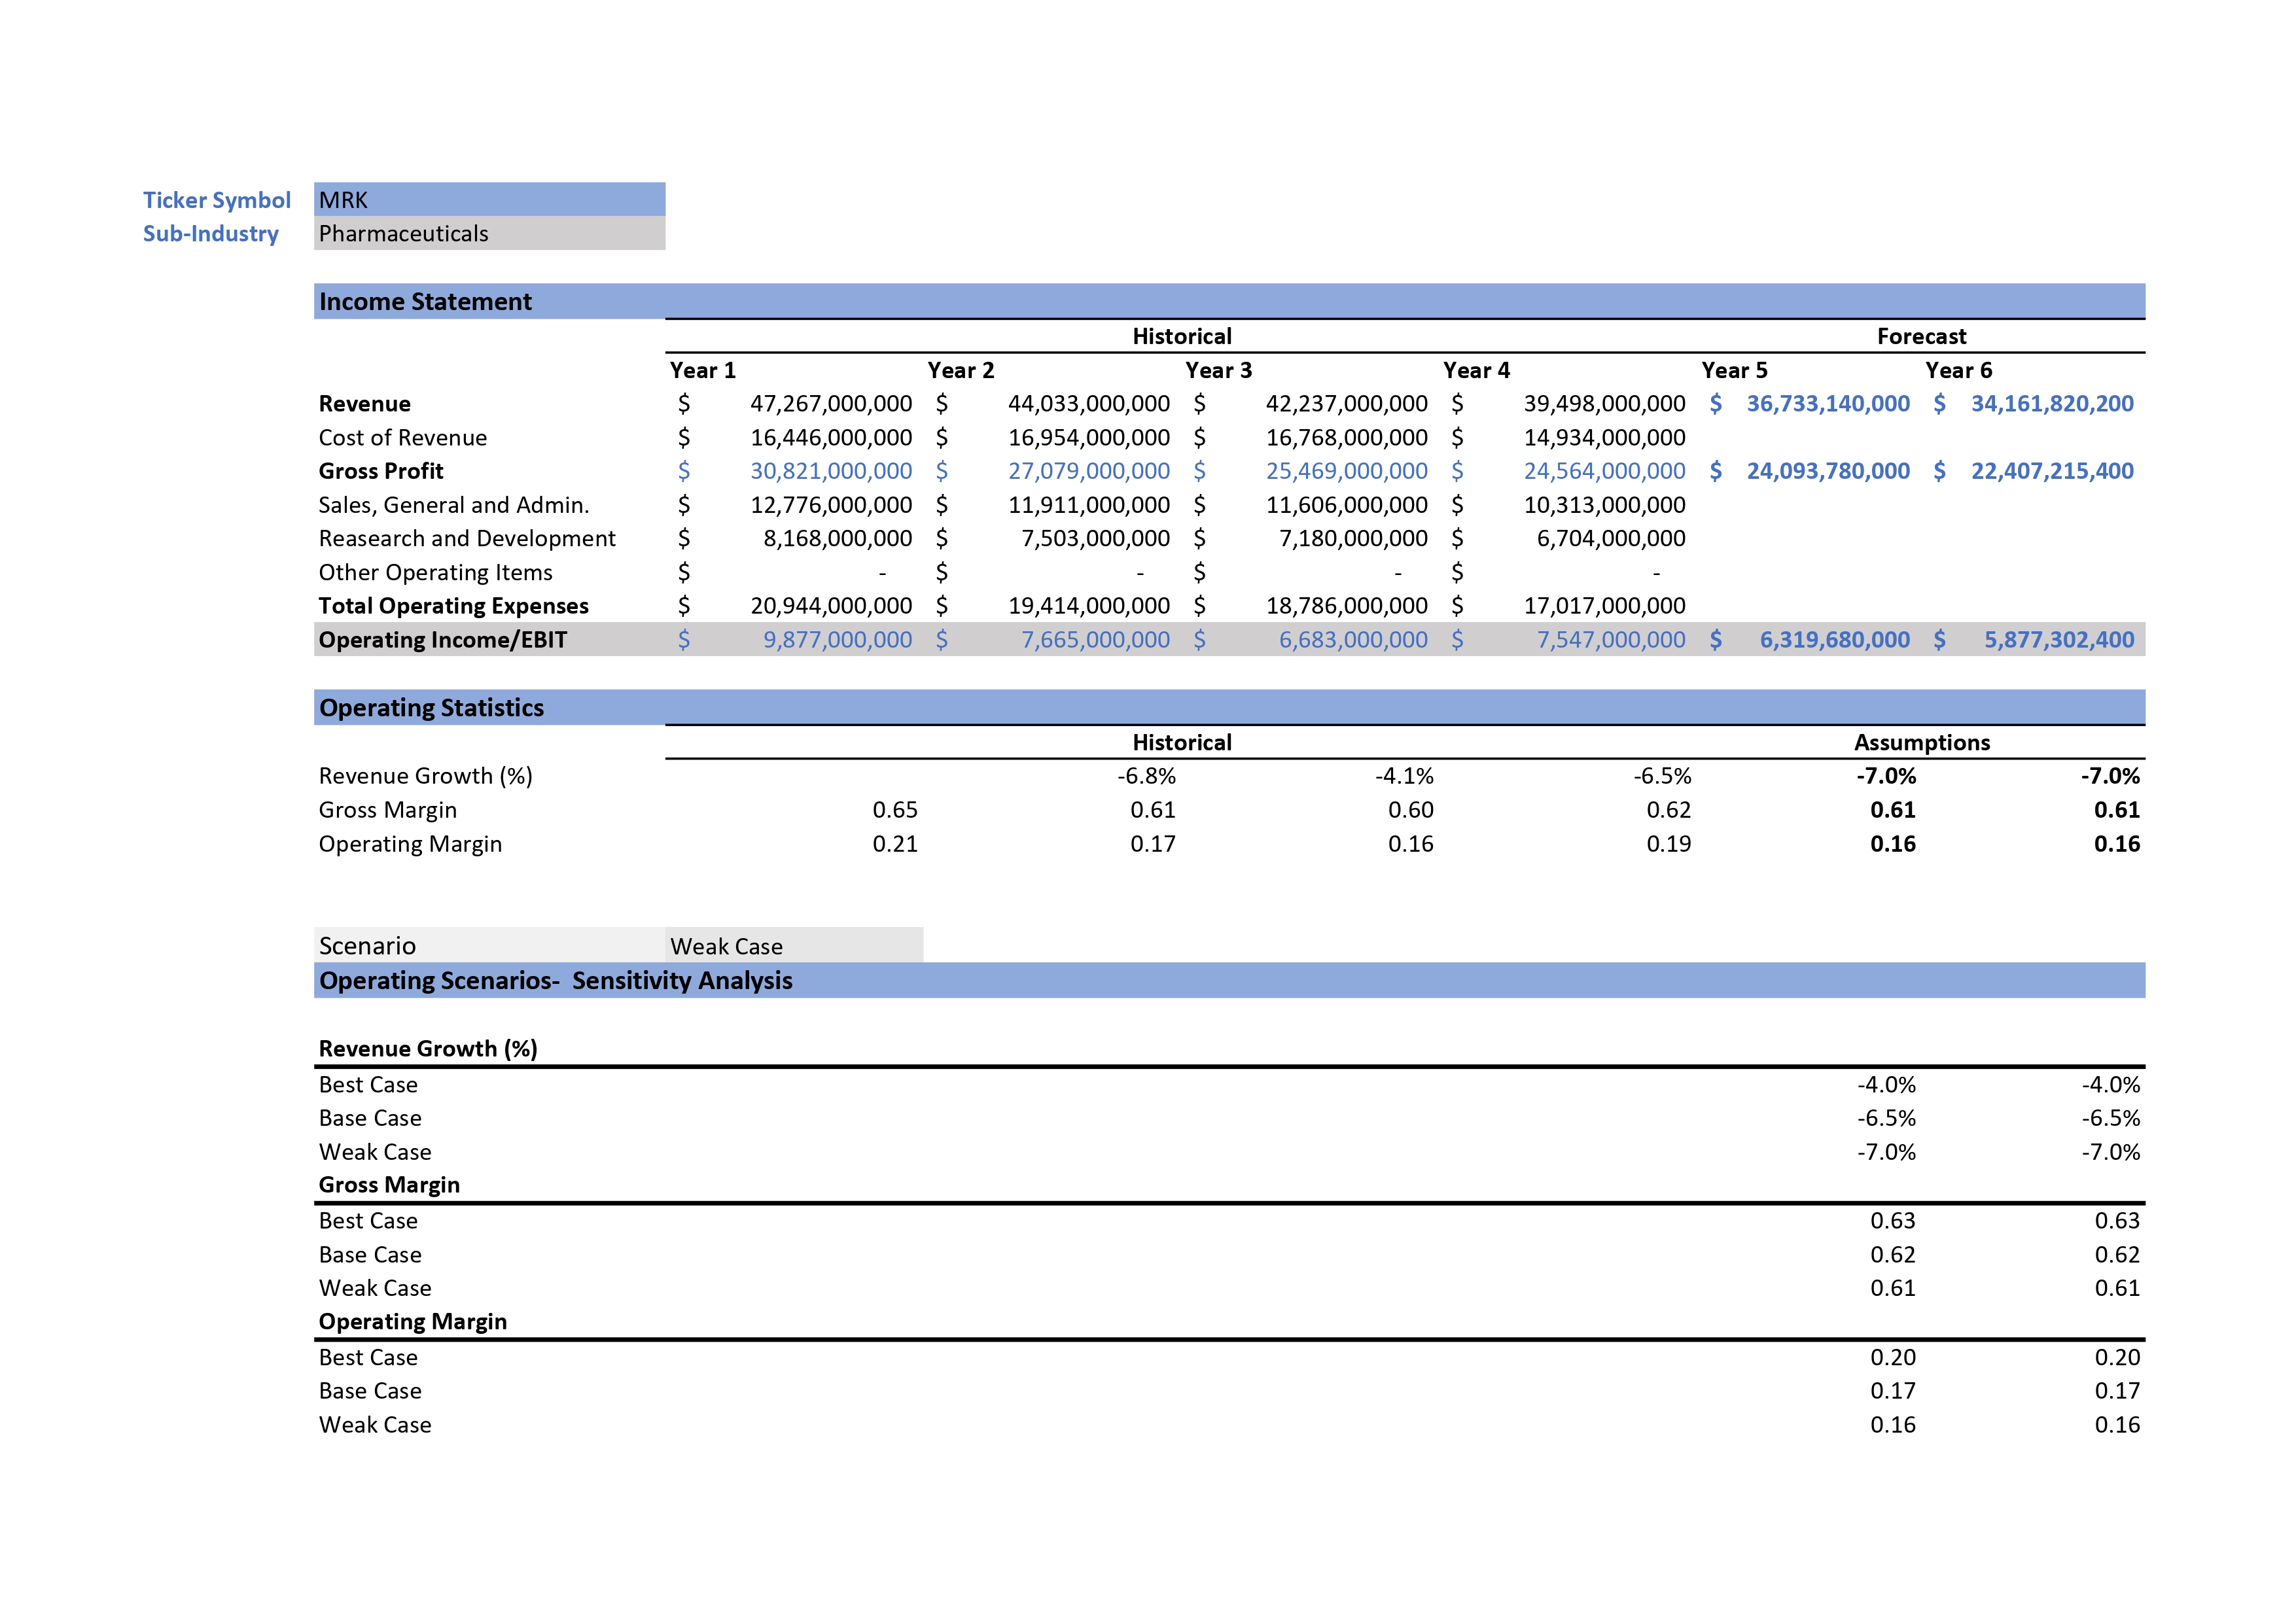 Ticker Symbol MRK
Sub-Industry Pharmaceuticals
Income Statement
Historical Forecast
Year 1 Year 2 Year 3 Year 4 Year 5 Year 6
Revenue $ 47,267,000,000 $ 44,033,000,000 $ 42,237,000,000 $ 39,498,000,000 $ 36,733,140,000 $ 34,161,820,200
Cost of Revenue $ 16,446,000,000 $ 16,954,000,000 $ 16,768,000,000 $ 14,934,000,000
Gross Profit $ 30,821,000,000 $ 27,079,000,000 $ 25,469,000,000 $ 24,564,000,000 $ 24,093,780,000 $ 22,407,215,400
Sales, General and Admin. $ 12,776,000,000 $ 11,911,000,000 $ 11,606,000,000 $ 10,313,000,000
Reasearch and Development $ 8,168,000,000 $ 7,503,000,000 $ 7,180,000,000 $ 6,704,000,000
Other Operating Items $ - $ - $ - $ -
Total Operating Expenses $ 20,944,000,000 $ 19,414,000,000 $ 18,786,000,000 $ 17,017,000,000
Operating Income/EBIT $ 9,877,000,000 $ 7,665,000,000 $ 6,683,000,000 $ 7,547,000,000 $ 6,319,680,000 $ 5,877,302,400
Operating Statistics
Historical Assumptions
Revenue Growth (%) -6.8% -4.1% -6.5% -7.0% -7.0%
Gross Margin 0.65 0.61 0.60 0.62 0.61 0.61
Operating Margin 0.21 0.17 0.16 0.19 0.16 0.16
Scenario Weak Case
Operating Scenarios- Sensitivity Analysis
Revenue Growth (%)
Best Case -4.0% -4.0%
Base Case -6.5% -6.5%
Weak Case -7.0% -7.0%
Gross Margin
Best Case 0.63 0.63
Base Case 0.62 0.62
Weak Case 0.61 0.61
Operating Margin
Best Case 0.20 0.20
Base Case 0.17 0.17
Weak Case 0.16 0.16